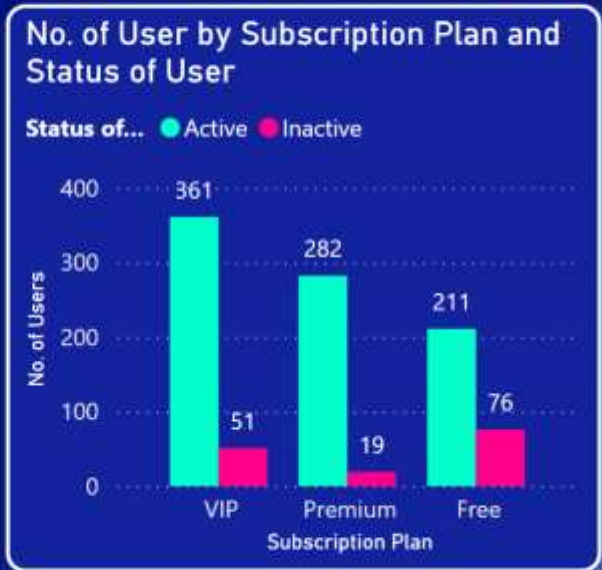 No. of User by Subscription Plan and
Status of User
Status of... Active Inactive
400
361
300
282
211
200
100
76
51
19
0
No. of Users
VIP Premium Free
Subscription Plan